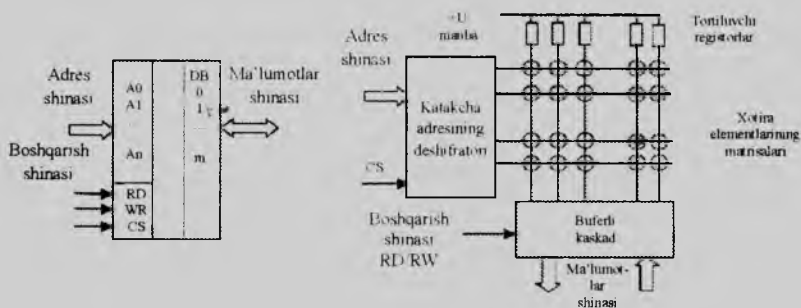 Adres
shinasi
Boshqarish
shinasi
A0
A1
An
RD
WR
CS
DB
0
1
m
Ma'lumotlar
shinasi
+U
manba
Adres
shinasi
Katakcha
adresining
deshifratori
CS
Boshqarish
shinasi
RD/RW
Tortiluvchi
registorlar
Xotira
elementlarining
matrisalari
Buferli
kaskad
Ma'lumot-
lar
shinasi